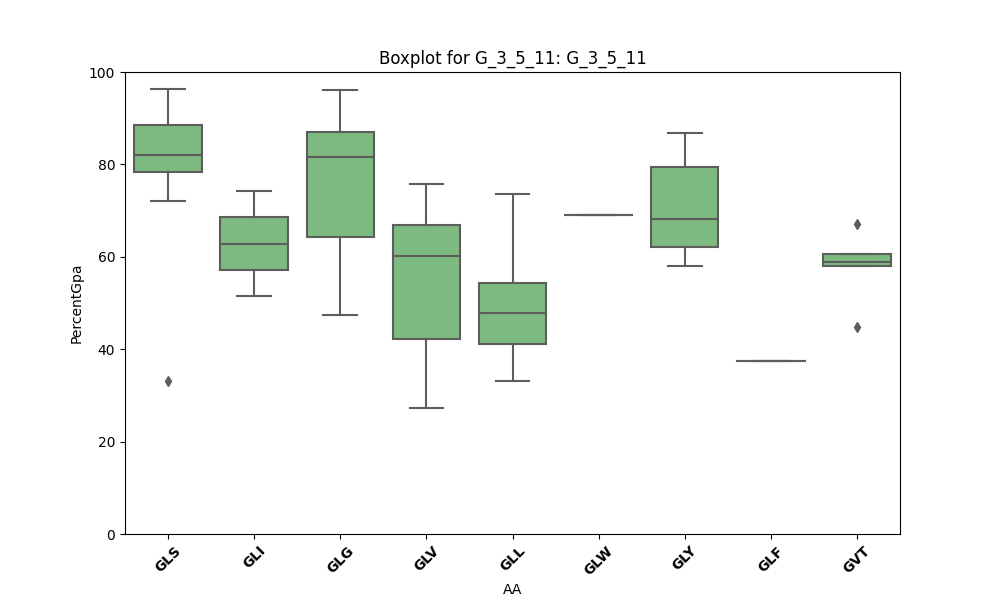 Boxplot for G_3_5_11: G_3_5_11
100
80
60
40
20
0
PercentGpa
GLS
GLI
GLG
GLV
GLL
GLW
GLY
GLF
GVT
AA